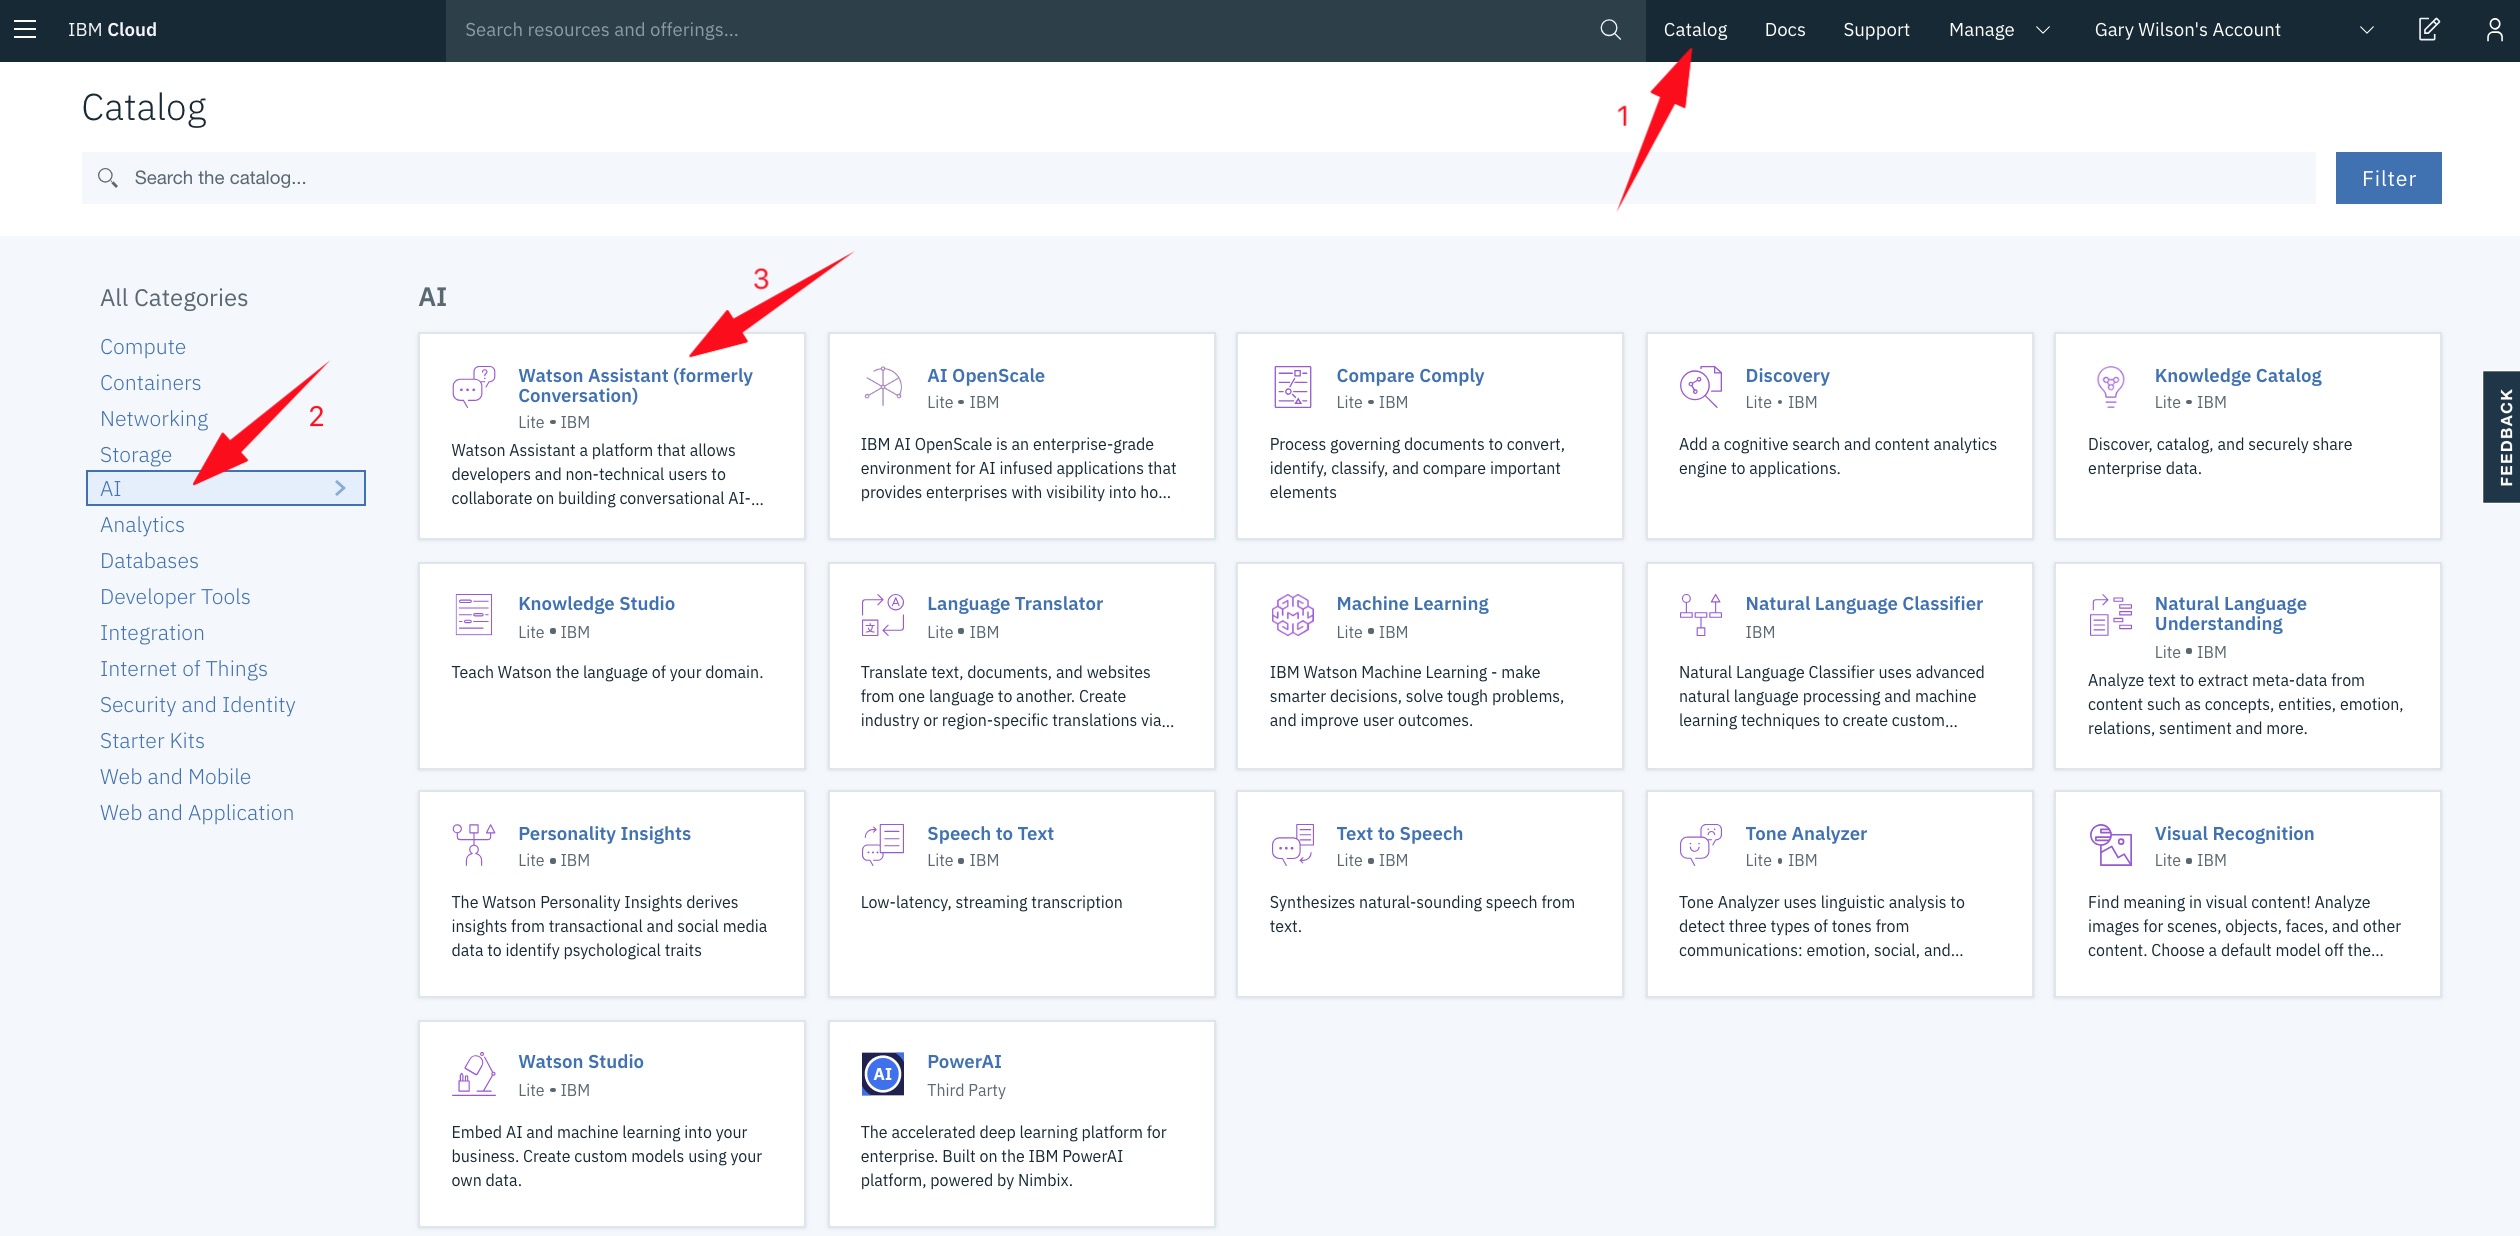 IBM Cloud
Search resources and offerings...
Catalog
Docs
Support
Manage
Gary Wilson's Account
Catalog
1
Search the catalog...
Filter
All Categories
Compute
Containers
Networking
Storage
AI
Analytics
Databases
Developer Tools
Integration
Internet of Things
Security and Identity
Starter Kits
Web and Mobile
Web and Application
2
3
AI
Watson Assistant (formerly
Conversation)
Lite • IBM
Watson Assistant a platform that allows
developers and non-technical users to
collaborate on building conversational AI-...
AI OpenScale
Lite • IBM
IBM AI OpenScale is an enterprise-grade
environment for AI infused applications that
provides enterprises with visibility into ho...
Compare Comply
Lite • IBM
Process governing documents to convert,
identify, classify, and compare important
elements
Discovery
Lite • IBM
Add a cognitive search and content analytics
engine to applications.
Knowledge Catalog
Lite • IBM
Discover, catalog, and securely share
enterprise data.
FEEDBACK
Knowledge Studio
Lite • IBM
Teach Watson the language of your domain.
A
文
Language Translator
Lite • IBM
Translate text, documents, and websites
from one language to another. Create
industry or region-specific translations via...
Machine Learning
Lite • IBM
IBM Watson Machine Learning - make
smarter decisions, solve tough problems,
and improve user outcomes.
Natural Language Classifier
IBM
Natural Language Classifier uses advanced
natural language processing and machine
learning techniques to create custom...
Natural Language
Understanding
Lite • IBM
Analyze text to extract meta-data from
content such as concepts, entities, emotion,
relations, sentiment and more.
Personality Insights
Lite • IBM
The Watson Personality Insights derives
insights from transactional and social media
data to identify psychological traits
Speech to Text
Lite • IBM
Low-latency, streaming transcription
Text to Speech
Lite • IBM
Synthesizes natural-sounding speech from
text.
Tone Analyzer
Lite • IBM
Tone Analyzer uses linguistic analysis to
detect three types of tones from
communications: emotion, social, and...
Visual Recognition
Lite • IBM
Find meaning in visual content! Analyze
images for scenes, objects, faces, and other
content. Choose a default model off the...
Watson Studio
Lite • IBM
Embed AI and machine learning into your
business. Create custom models using your
own data.
AI
PowerAI
Third Party
The accelerated deep learning platform for
enterprise. Built on the IBM PowerAI
platform, powered by Nimbix.